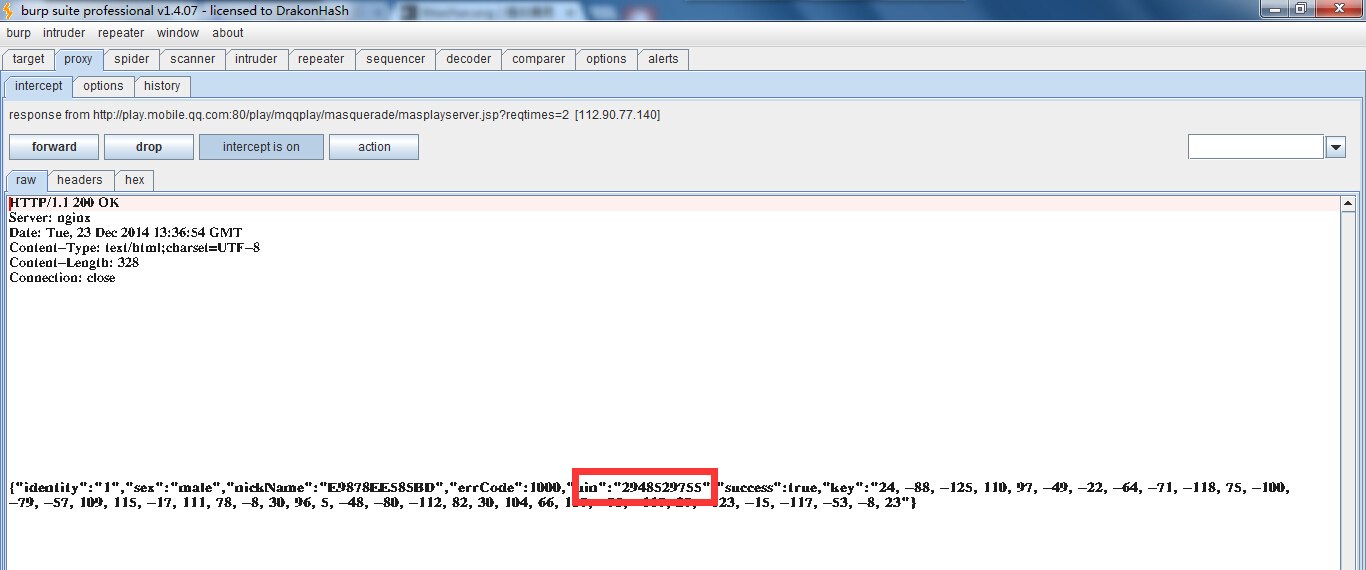 burp suite professional v1.4.07 - licensed to DrakonHaSh
burp intruder repeater window about
target proxy spider scanner intruder repeater sequencer decoder comparer options alerts
intercept options history
response from http://play.mobile.qq.com:80/play/mqqplay/masquerade/masplayserver.jsp?reqtimes=2 [112.90.77.140]
forward drop intercept is on action
raw headers hex
HTTP/1.1 200 OK
Server: nginx
Date: Tue, 23 Dec 2014 13:36:54 GMT
Content-Type: text/html;charset=UTF-8
Content-Length: 328
Connection: close
{"identity":"1","sex":"male","nickName":"E9878EE585BD","errCode":1000,"uin":"2948529755","success":true,"key":"24, -88, -125, 110, 97, -49, -22, -64, -71, -118, 75, -100,
-79, -57, 109, 115, -17, 111, 78, -8, 30, 96, 5, -48, -80, -112, 82, 30, 104, 66, -15, -117, -53, -8, 23"}